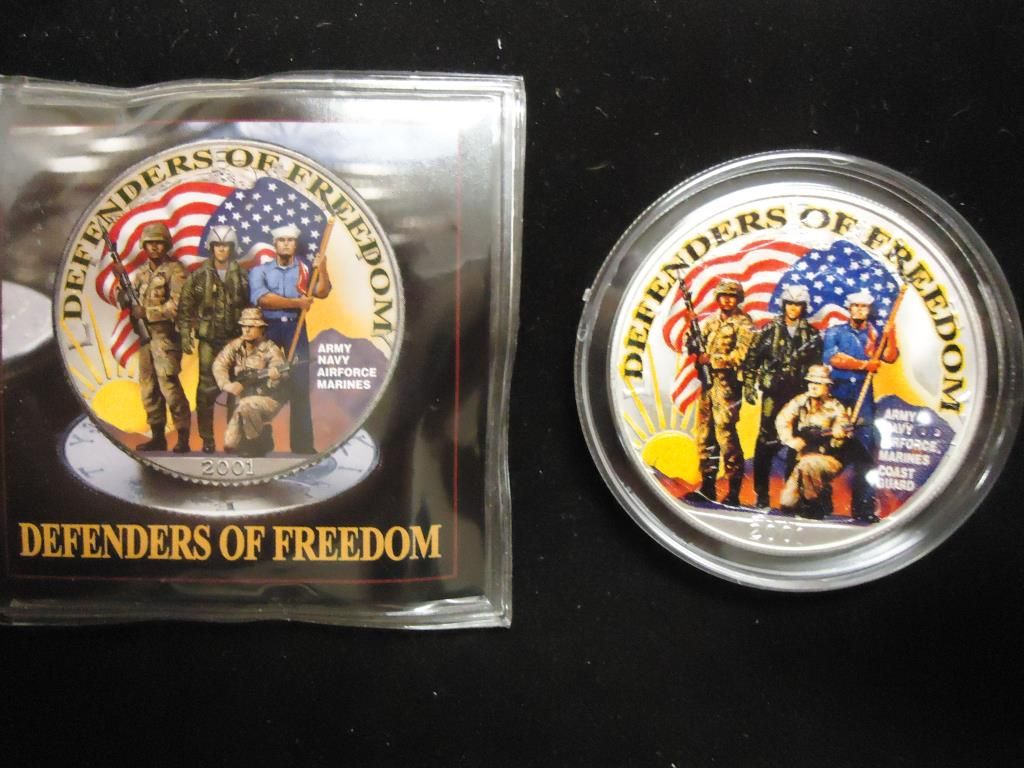 DEFENDERS OF FREEDOM
ARMY
NAVY
AIRFORCE
MARINES
2001
DEFENDERS OF FREEDOM
DEFENDERS OF FREEDOM
ARMY
NAVY
AIRFORCE,
MARINES
COAST
GUARD
2001